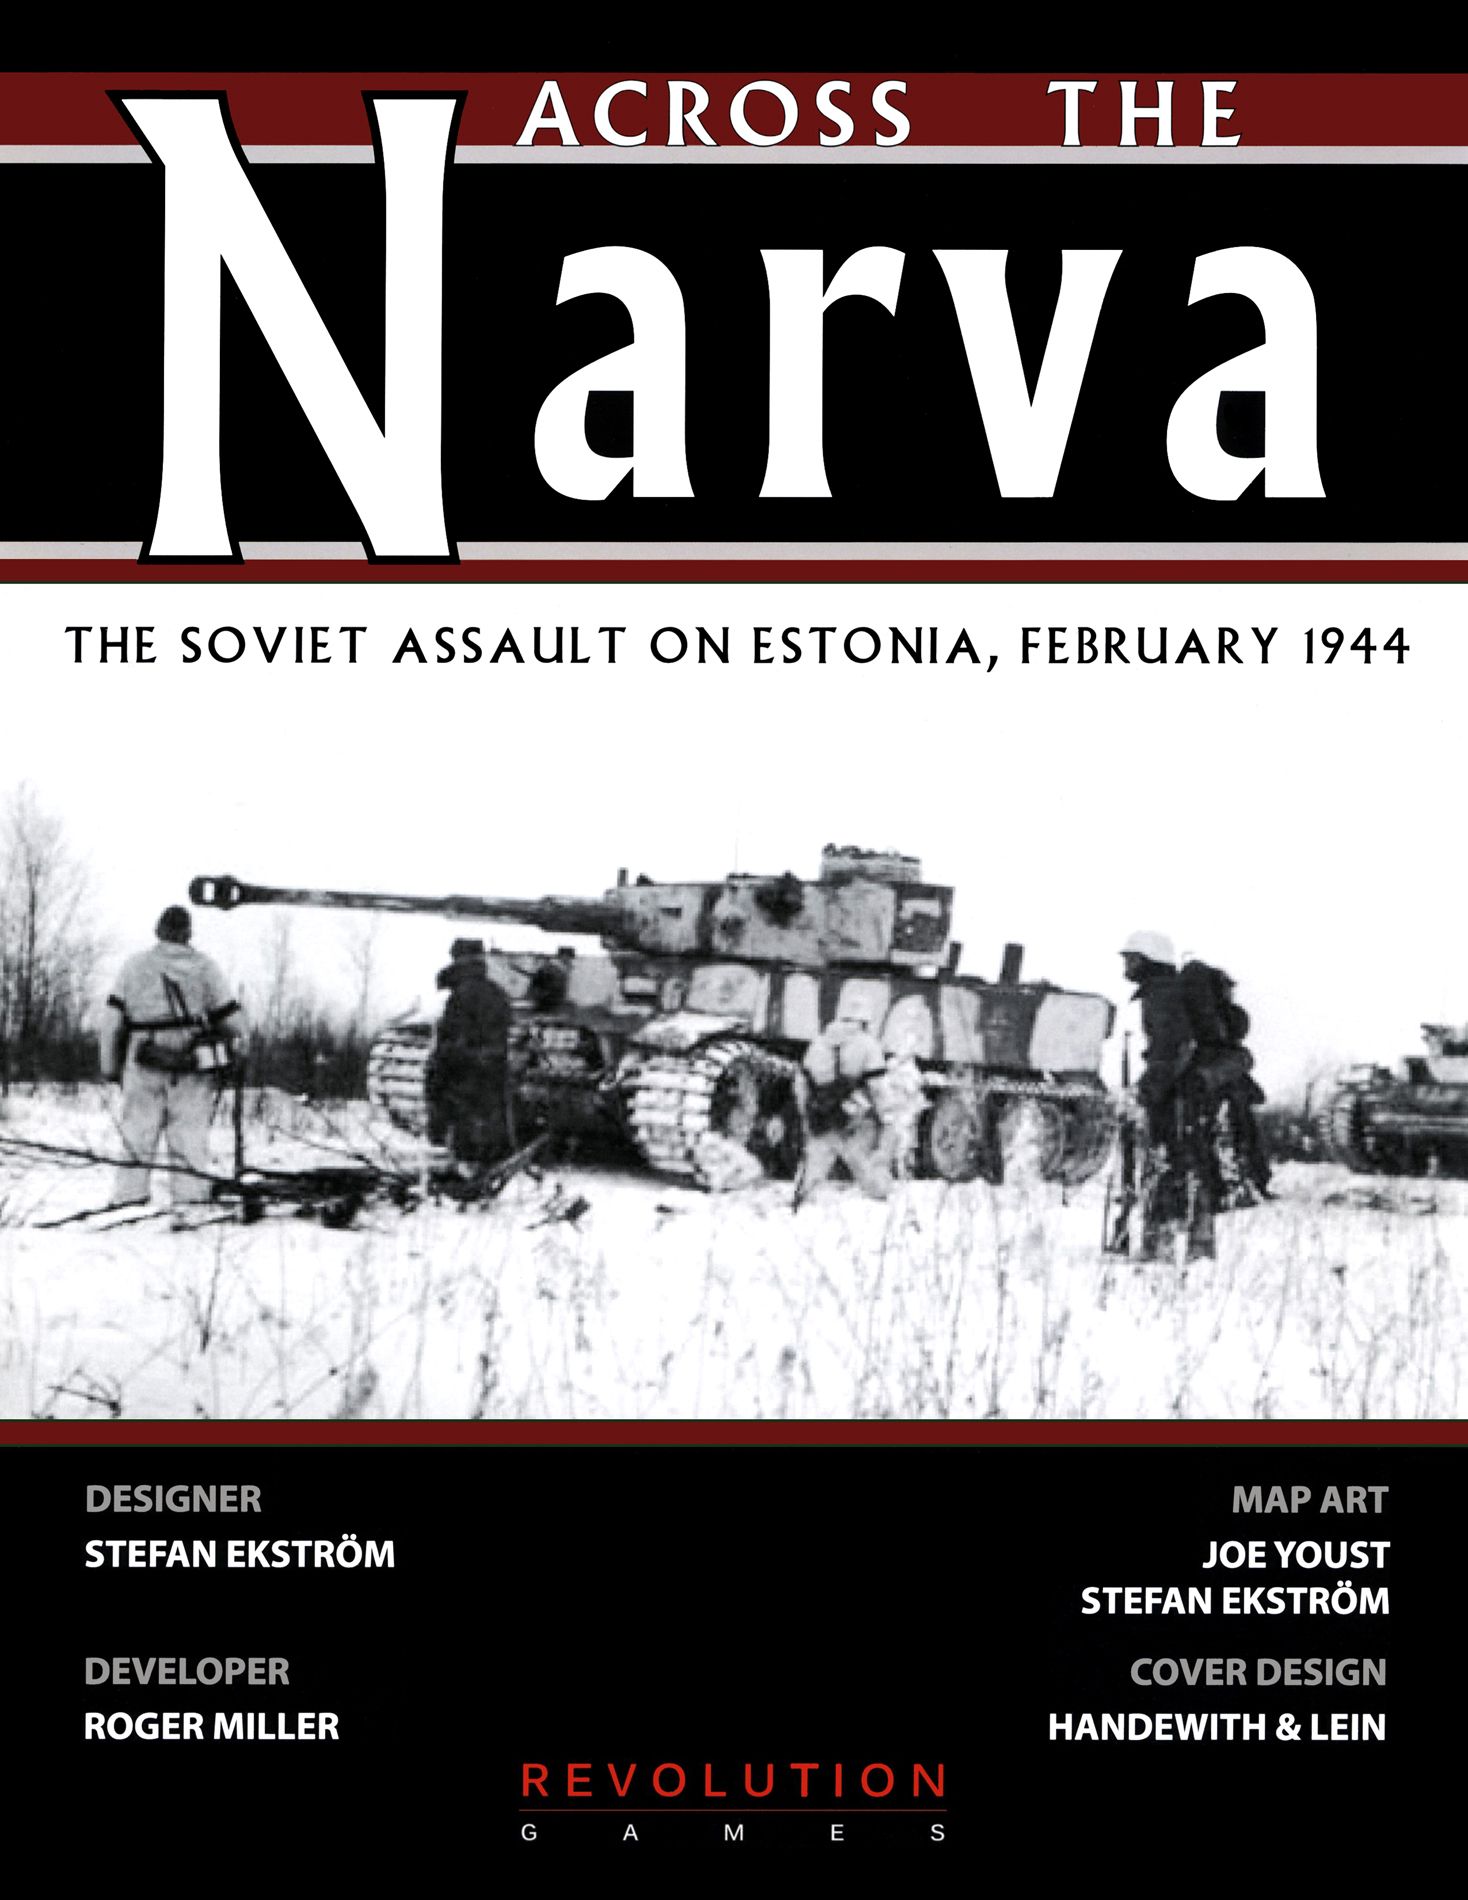 ACROSS THE
Narva
THE SOVIET ASSAULT ON ESTONIA, FEBRUARY 1944
DESIGNER
STEFAN EKSTRÖM
DEVELOPER
ROGER MILLER
MAP ART
JOE YOUST
STEFAN EKSTRÖM
COVER DESIGN
HANDEWITH & LEIN
REVOLUTION
GAMES